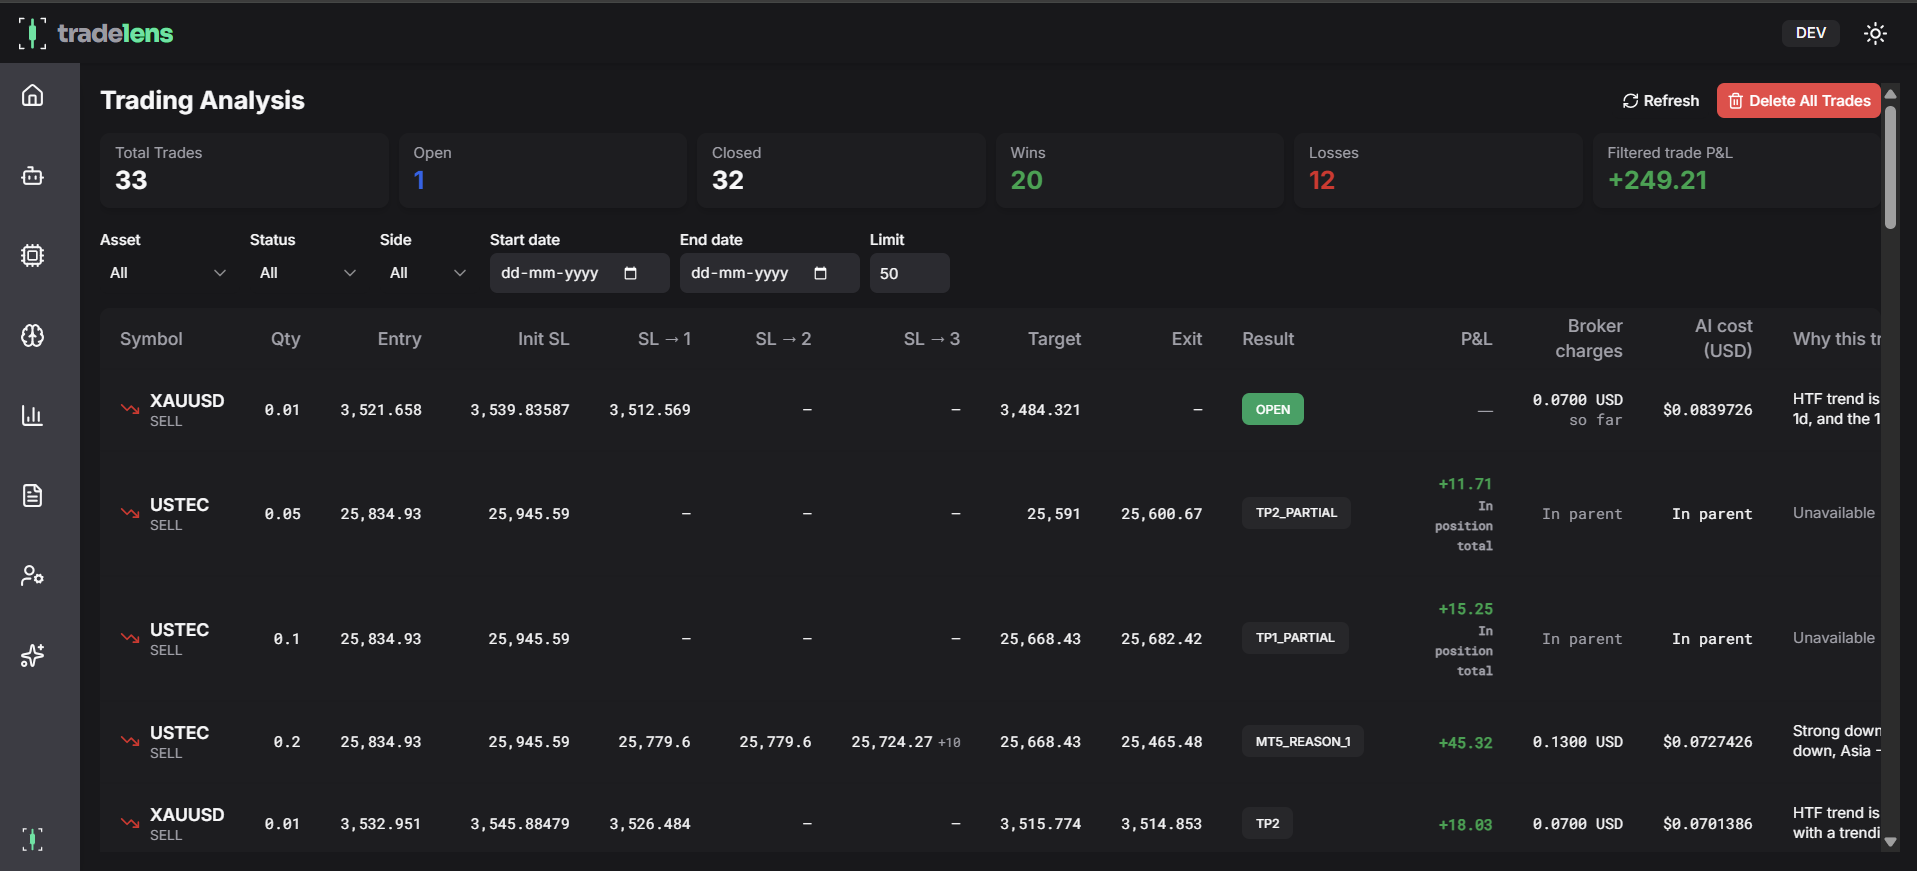 tradelens
DEV
Trading Analysis
Refresh
Delete All Trades
Total Trades
33
Open
1
Closed
32
Wins
20
Losses
12
Filtered trade P&L
+249.21
Asset
Status
Side
Start date
End date
Limit
All
All
All
dd-mm-yyyy
dd-mm-yyyy
50
Symbol Qty Entry Init SL SL → 1 SL → 2 SL → 3 Target Exit Result P&L Broker charges AI cost (USD) Why this tr
XAUUSD
SELL
0.01 3,521.658 3,539.83587 3,512.569 – – 3,484.321 – OPEN —
0.0700 USD
so far
$0.0839726
HTF trend is
1d, and the 1
USTEC
SELL
0.05 25,834.93 25,945.59 – – – 25,591 25,600.67 TP2_PARTIAL
+11.71
In
position
total
In parent In parent Unavailable
USTEC
SELL
0.1 25,834.93 25,945.59 – – – 25,668.43 25,682.42 TP1_PARTIAL
+15.25
In
position
total
In parent In parent Unavailable
USTEC
SELL
0.2 25,834.93 25,945.59 25,779.6 25,779.6 25,724.27 +10 25,668.43 25,465.48 MT5_REASON_1 +45.32 0.1300 USD $0.0727426
Strong down
down, Asia -
XAUUSD
SELL
0.01 3,532.951 3,545.88479 3,526.484 – – 3,515.774 3,514.853 TP2 +18.03 0.0700 USD $0.0701386
HTF trend is
with a trendi